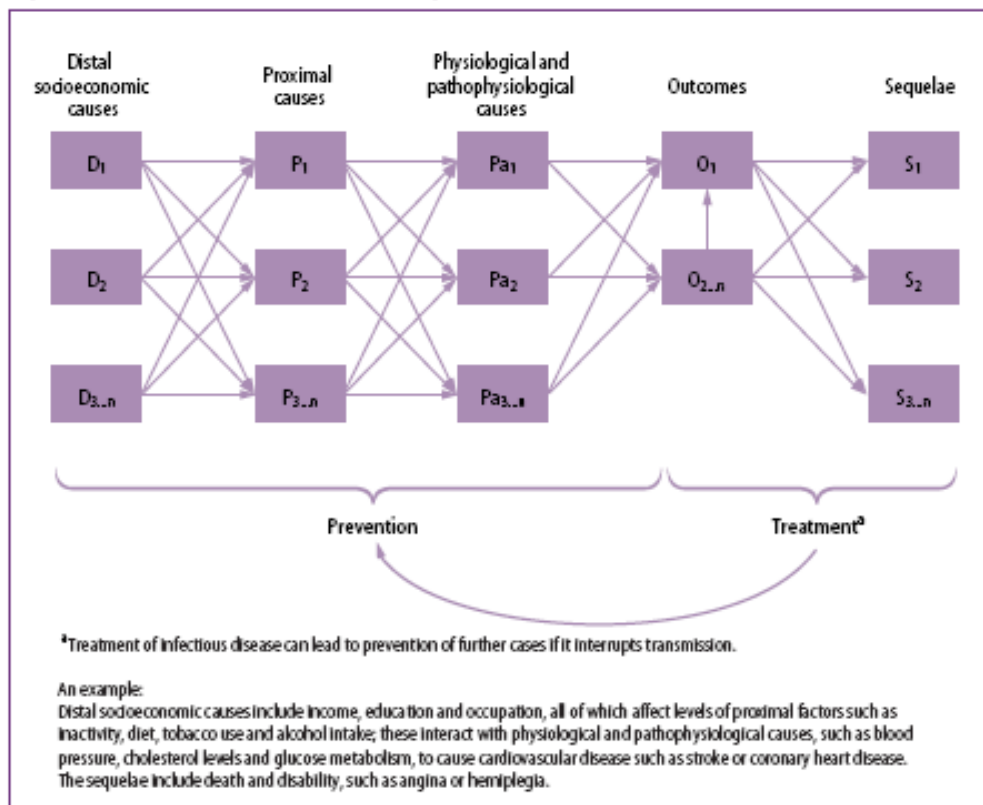 Distal
socioeconomic
causes
Proximal
causes
Physiological and
pathophysiological
causes
Outcomes
Sequelae
D1
P1
Pa1
O1
S1
D2
P2
Pa2
O2...n
S2
D3...n
P3...n
Pa3...n
S3...n
Prevention
Treatmentª
ªTreatment of infectious disease can lead to prevention of further cases if it interrupts transmission.
An example:
Distal socioeconomic causes include income, education and occupation, all of which affect levels of proximal factors such as
inactivity, diet, tobacco use and alcohol intake; these interact with physiological and pathophysiological causes, such as blood
pressure, cholesterol levels and glucose metabolism, to cause cardiovascular disease such as stroke or coronary heart disease.
The sequelae include death and disability, such as angina or hemiplegia.